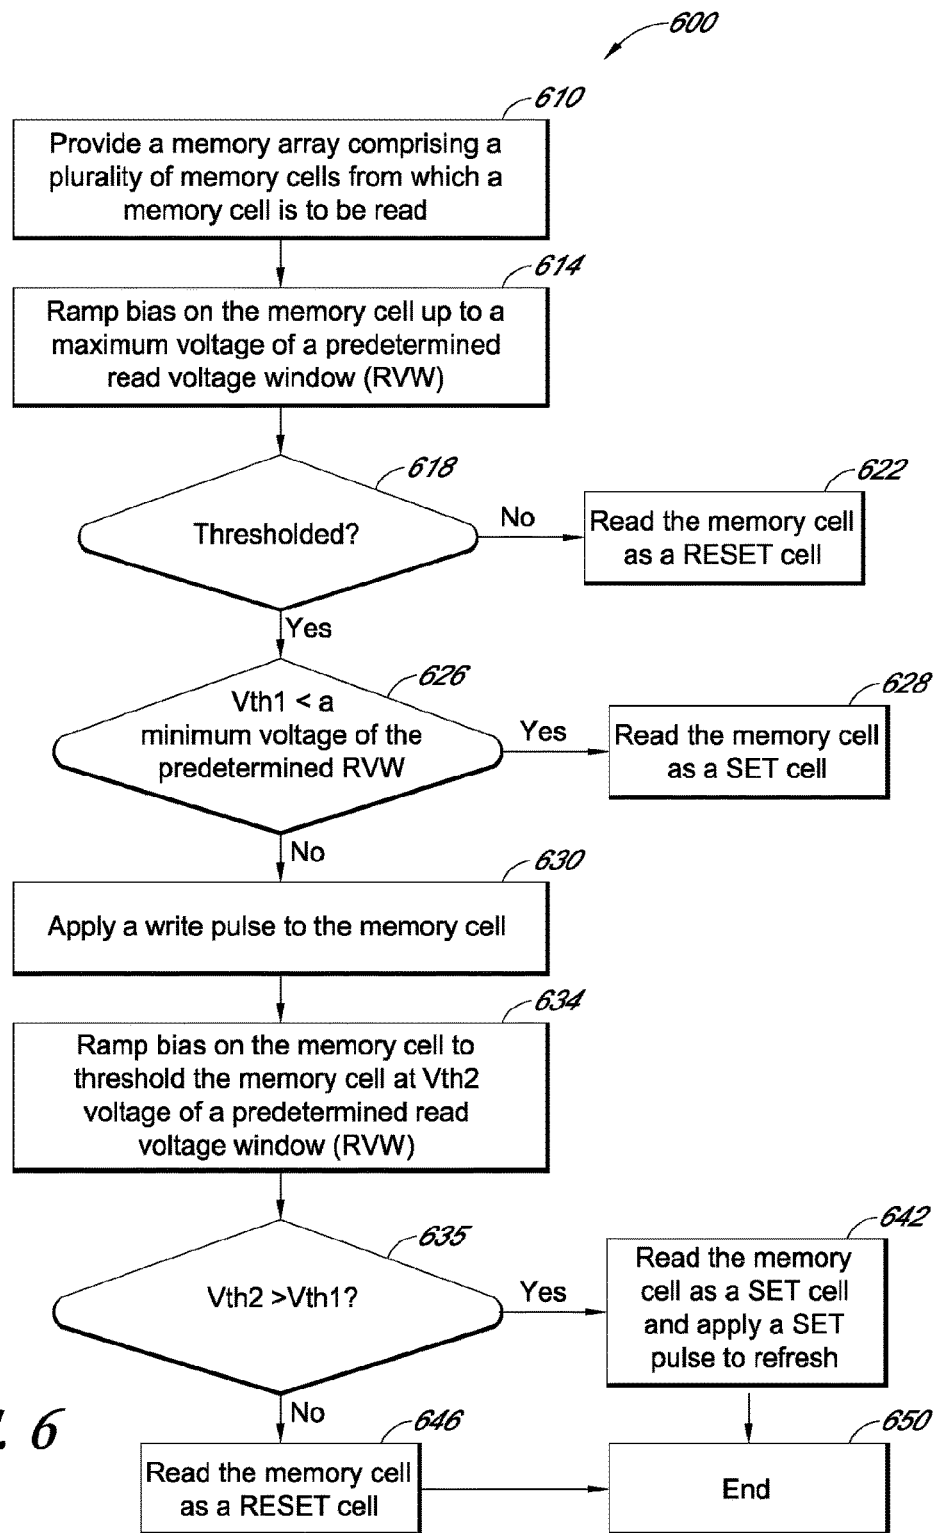 600
610
Provide a memory array comprising a
plurality of memory cells from which a
memory cell is to be read
614
Ramp bias on the memory cell up to a
maximum voltage of a predetermined
read voltage window (RVW)
618
Thresholded?
No
622
Read the memory cell
as a RESET cell
Yes
626
Vth1 < a
minimum voltage of the
predetermined RVW
Yes
628
Read the memory cell
as a SET cell
No
630
Apply a write pulse to the memory cell
634
Ramp bias on the memory cell to
threshold the memory cell at Vth2
voltage of a predetermined read
voltage window (RVW)
635
Vth2 >Vth1?
Yes
642
Read the memory
cell as a SET cell
and apply a SET
pulse to refresh
No
646
Read the memory cell
as a RESET cell
650
End
. 6